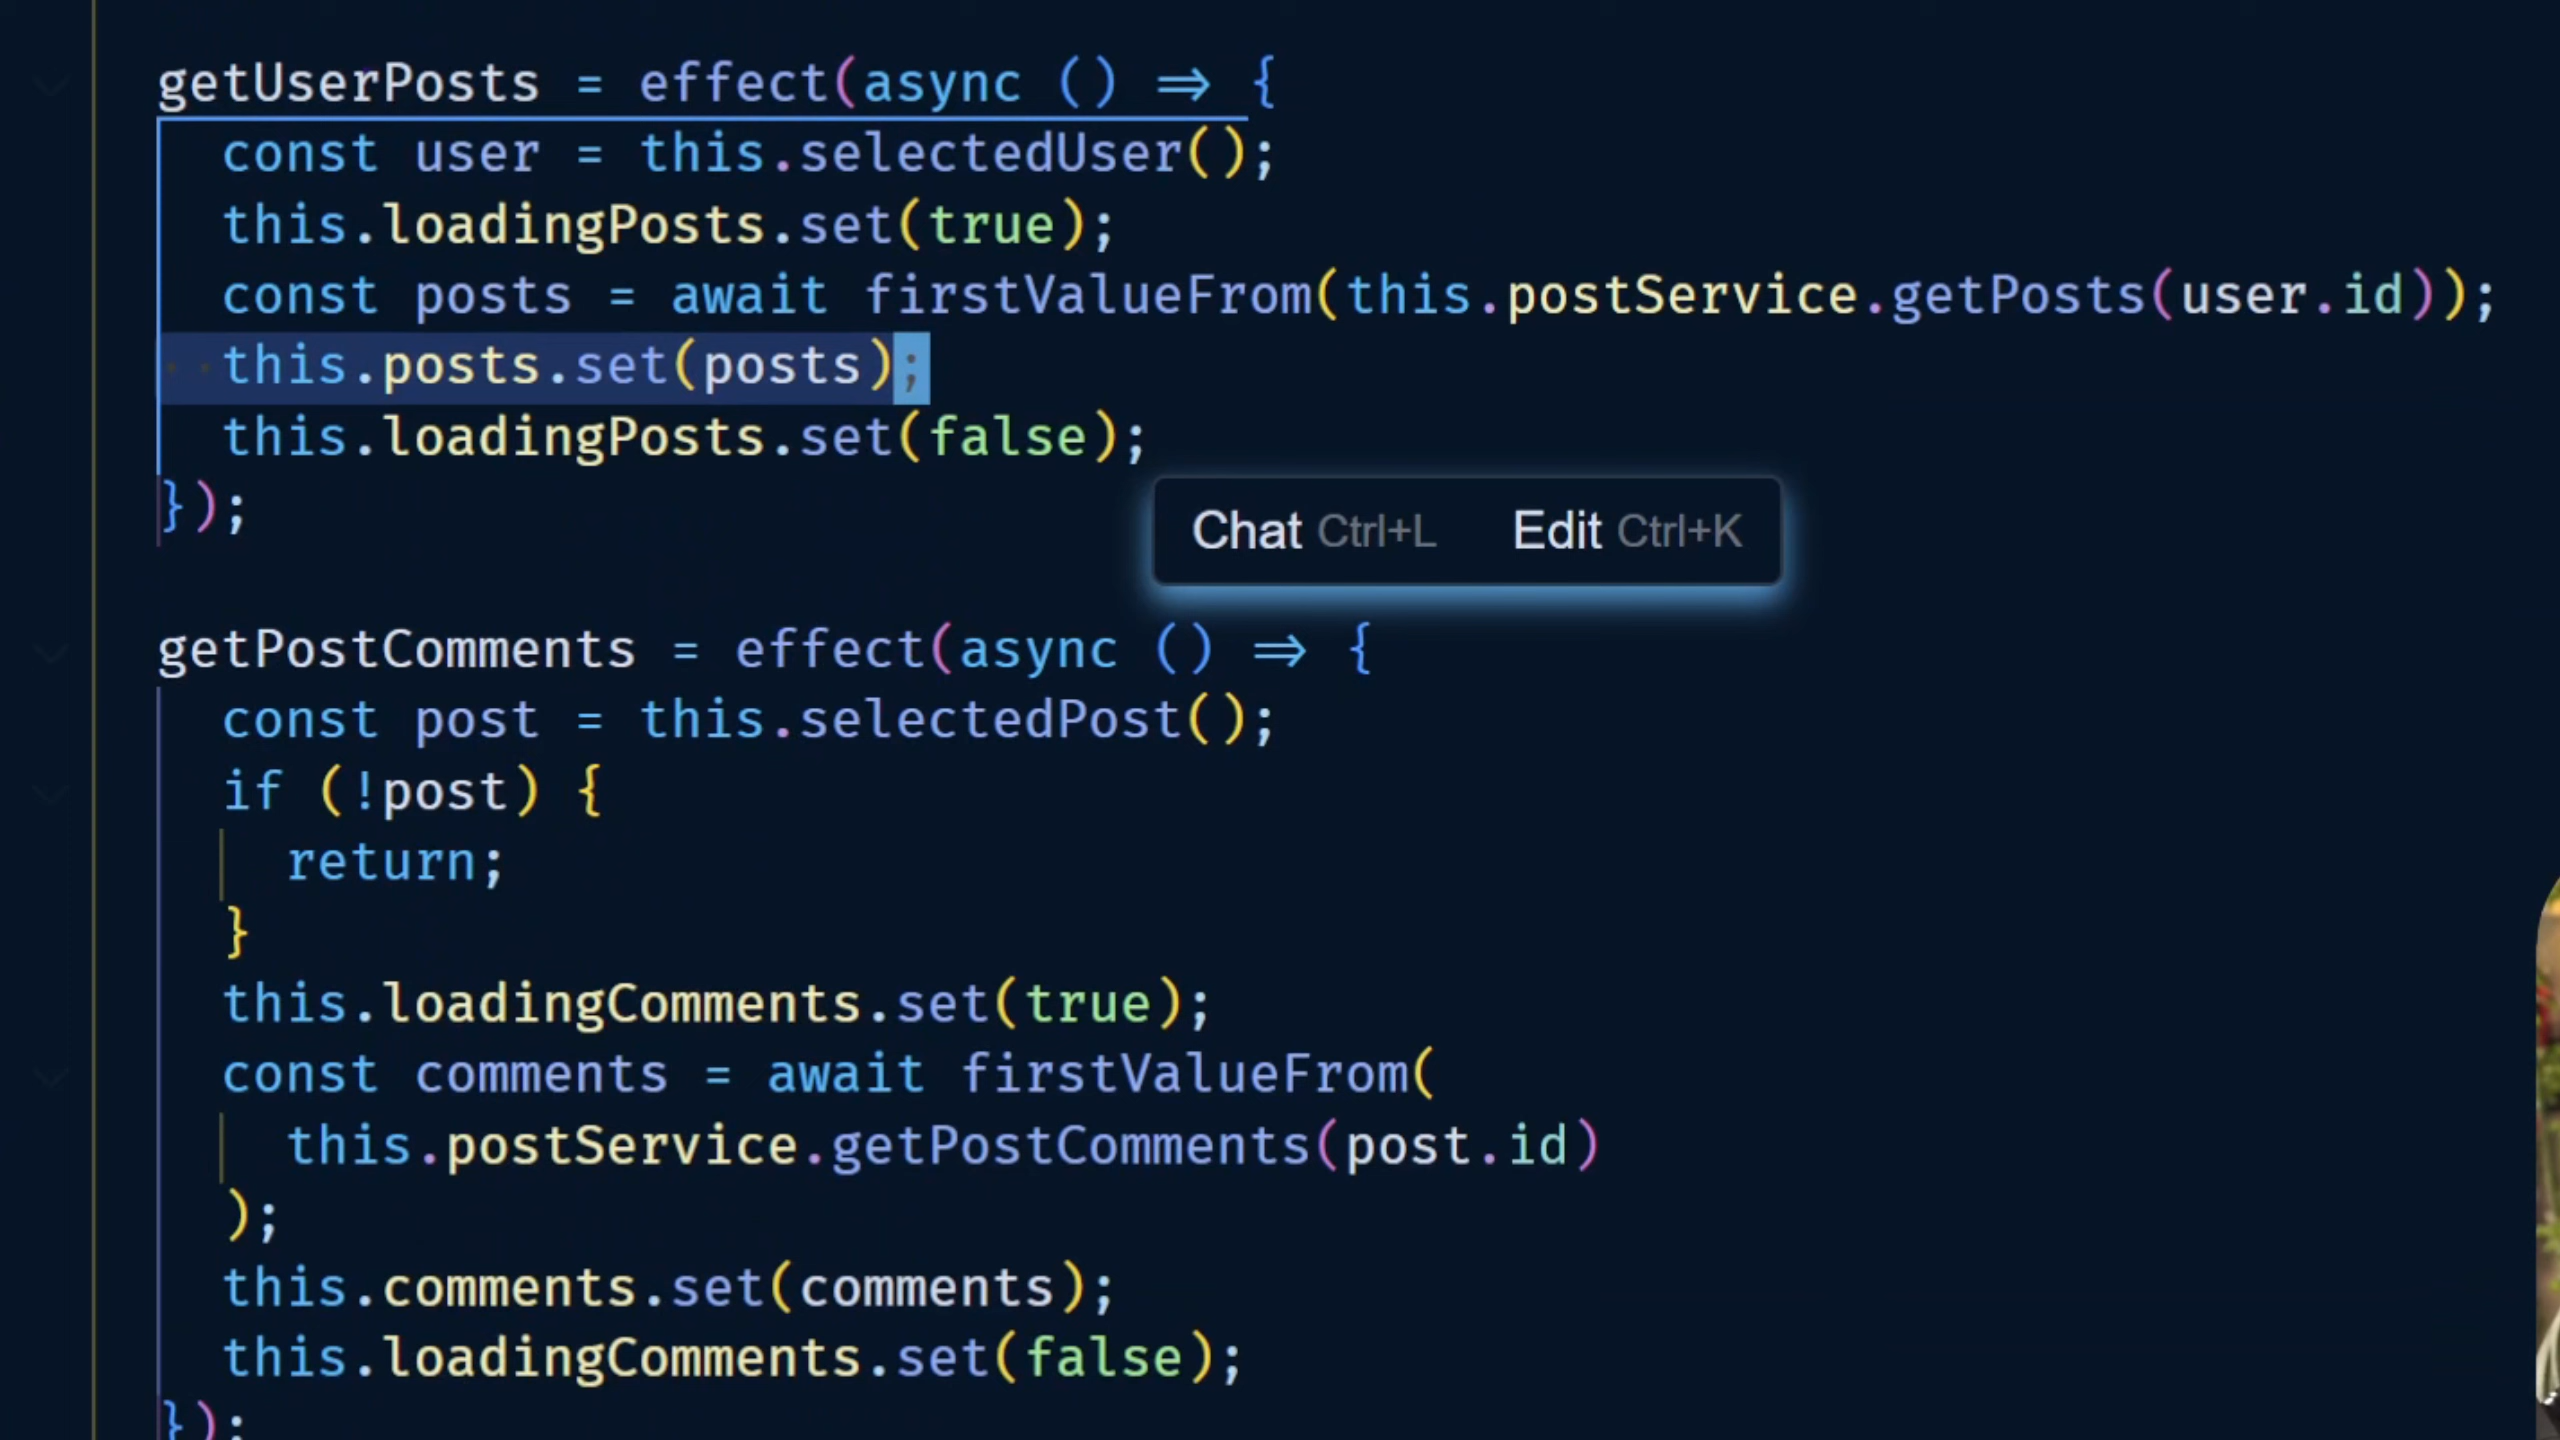 getUserPosts = effect(async () => {
const user = this.selectedUser();
this.loadingPosts.set(true);
const posts = await firstValueFrom(this.postService.getPosts(user.id));
this.posts.set(posts);
this.loadingPosts.set(false);
});
Chat Ctrl+L Edit Ctrl+K
getPostComments = effect(async () => {
const post = this.selectedPost();
if (!post) {
return;
}
this.loadingComments.set(true);
const comments = await firstValueFrom(
this.postService.getPostComments(post.id)
);
this.comments.set(comments);
this.loadingComments.set(false);
});